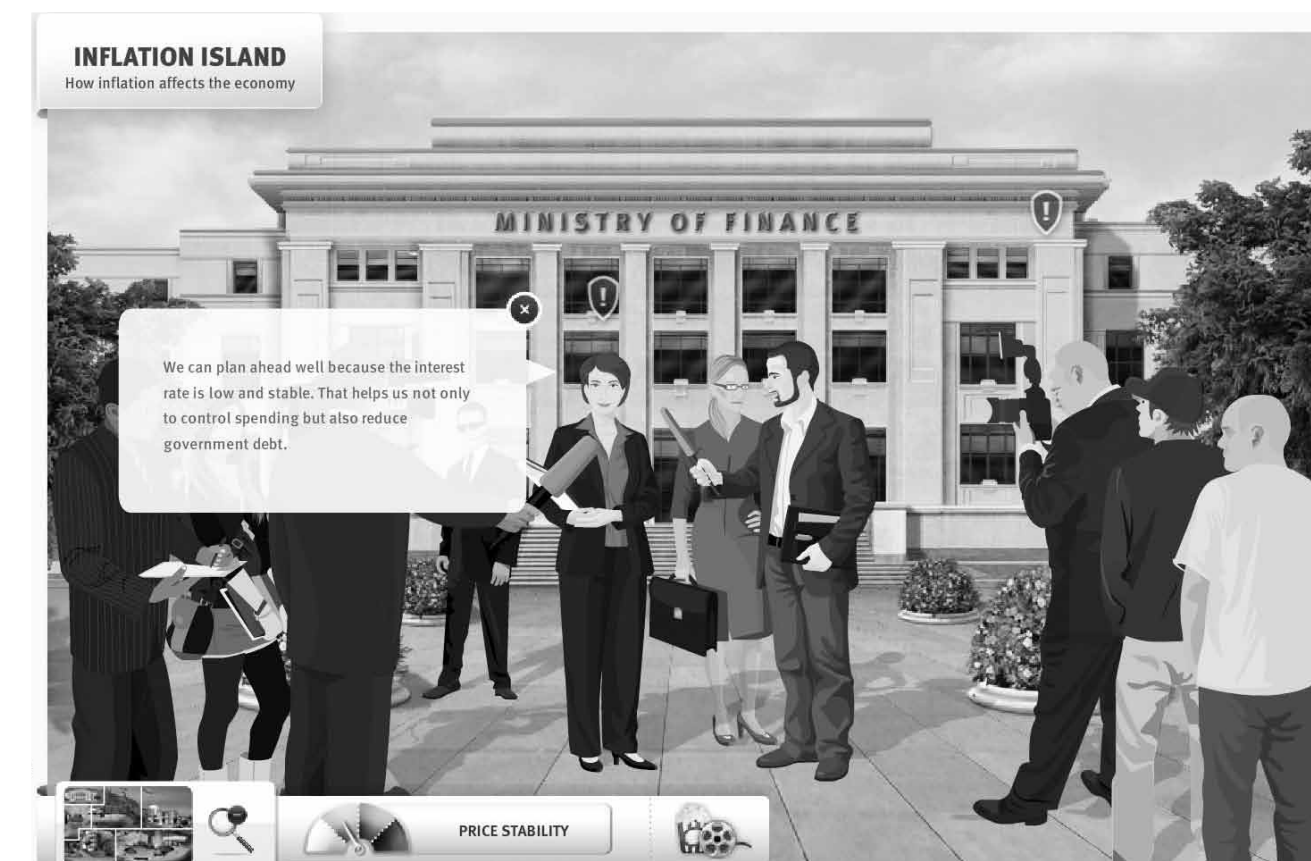 INFLATION ISLAND
How inflation affects the economy
MINISTRY OF FINANCE
We can plan ahead well because the interest
rate is low and stable. That helps us not only
to control spending but also reduce
government debt.
PRICE STABILITY